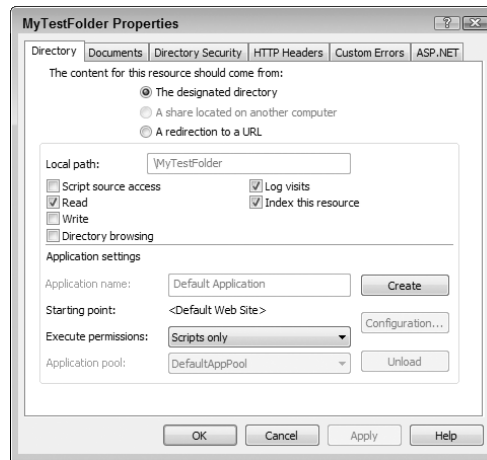 MyTestFolder Properties
Directory Documents Directory Security HTTP Headers Custom Errors ASP.NET
The content for this resource should come from:
The designated directory
A share located on another computer
A redirection to a URL
Local path: \MyTestFolder
Script source access Log visits
Read Index this resource
Write
Directory browsing
Application settings
Application name: Default Application Create
Starting point: <Default Web Site>
Configuration...
Execute permissions: Scripts only
Application pool: DefaultAppPool Unload
OK Cancel Apply Help